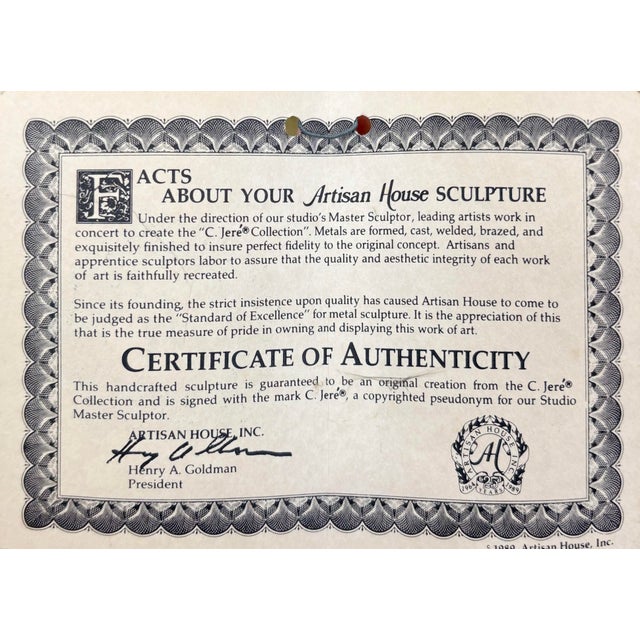 FACTS
ABOUT YOUR Artisan House SCULPTURE
Under the direction of our studio's Master Sculptor, leading artists work in
concert to create the "C. Jeré® Collection". Metals are formed, cast, welded, brazed, and
exquisitely finished to insure perfect fidelity to the original concept. Artisans and
apprentice sculptors labor to assure that the quality and aesthetic integrity of each work
of art is faithfully recreated.
Since its founding, the strict insistence upon quality has caused Artisan House to come to
be judged as the "Standard of Excellence" for metal sculpture. It is the appreciation of this
that is the true measure of pride in owning and displaying this work of art.
CERTIFICATE OF AUTHENTICITY
This handcrafted sculpture is guaranteed to be an original creation from the C. Jeré®
Collection and is signed with the mark C. Jeré®, a copyrighted pseudonym for our Studio
Master Sculptor.
ARTISAN HOUSE, INC.
Henry A. Goldman
President
ARTISAN HOUSE INC.
AH
1964 YEARS 1989
© 1989, Artisan House, Inc.